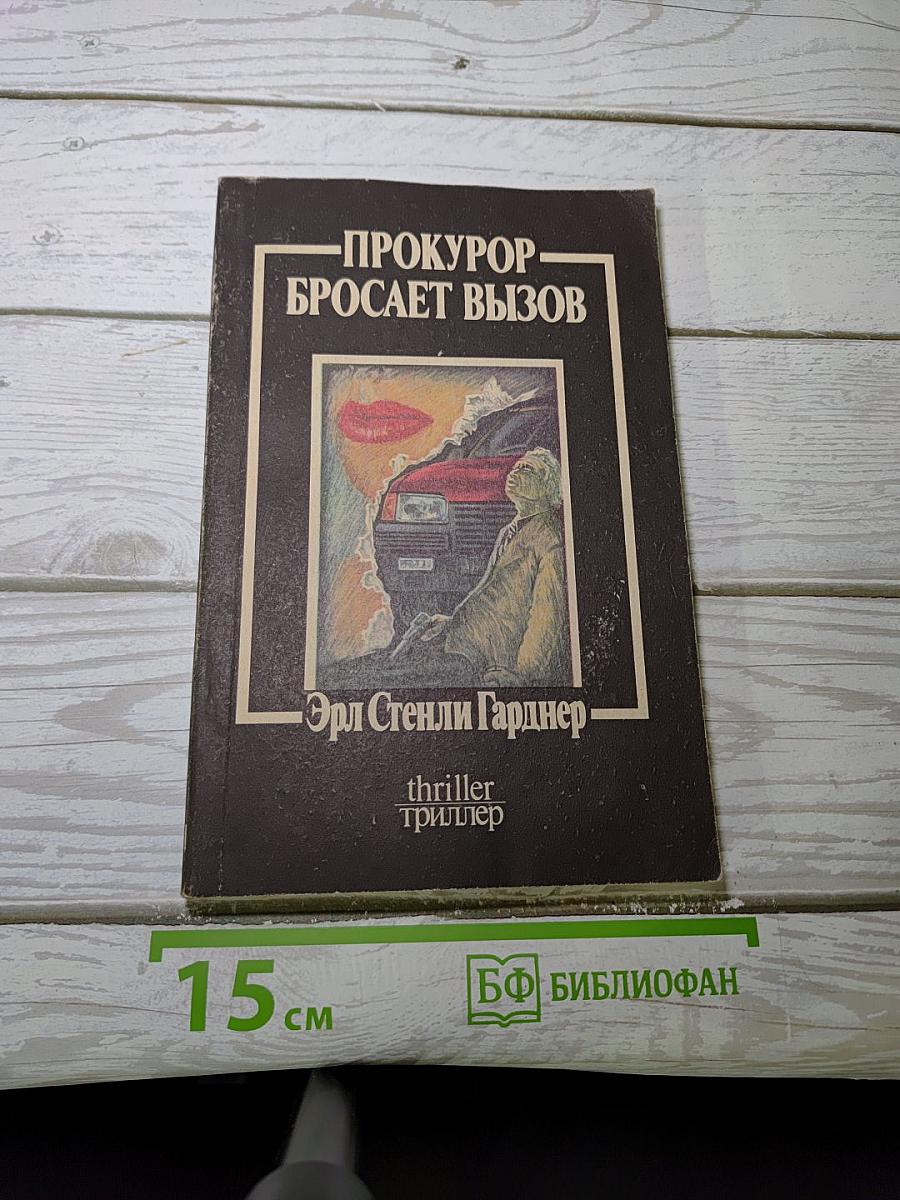 ПРОКУРОР
БРОСАЕТ ВЫЗОВ
Эрл Стенли Гарднер
thriller
триллер
15 см
БФ БИБЛИОФАН